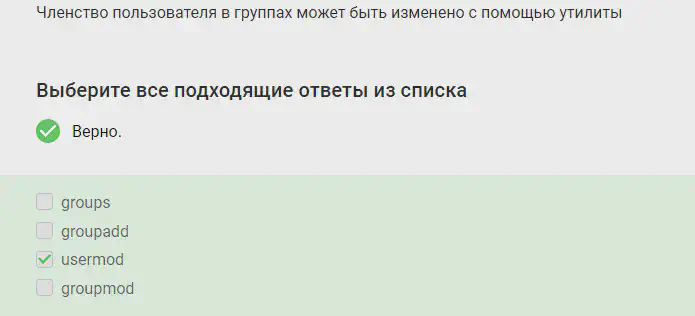 Членство пользователя в группах может быть изменено с помощью утилиты
Выберите все подходящие ответы из списка
Верно.
groups
groupadd
usermod
groupmod